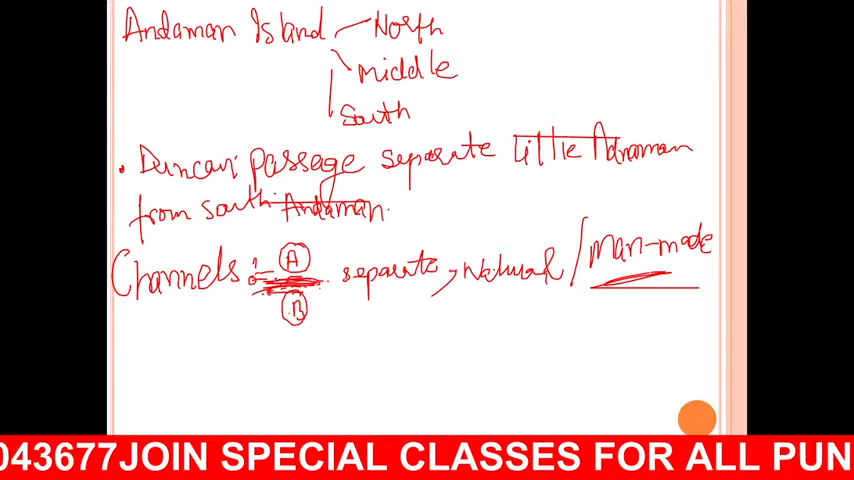 Andaman Island North
Middle
South
. Duncan passage separate Little Adnaman
from south Andaman.
Channels : A separate, Natural / Man-made
B
043677JOIN SPECIAL CLASSES FOR ALL PUN